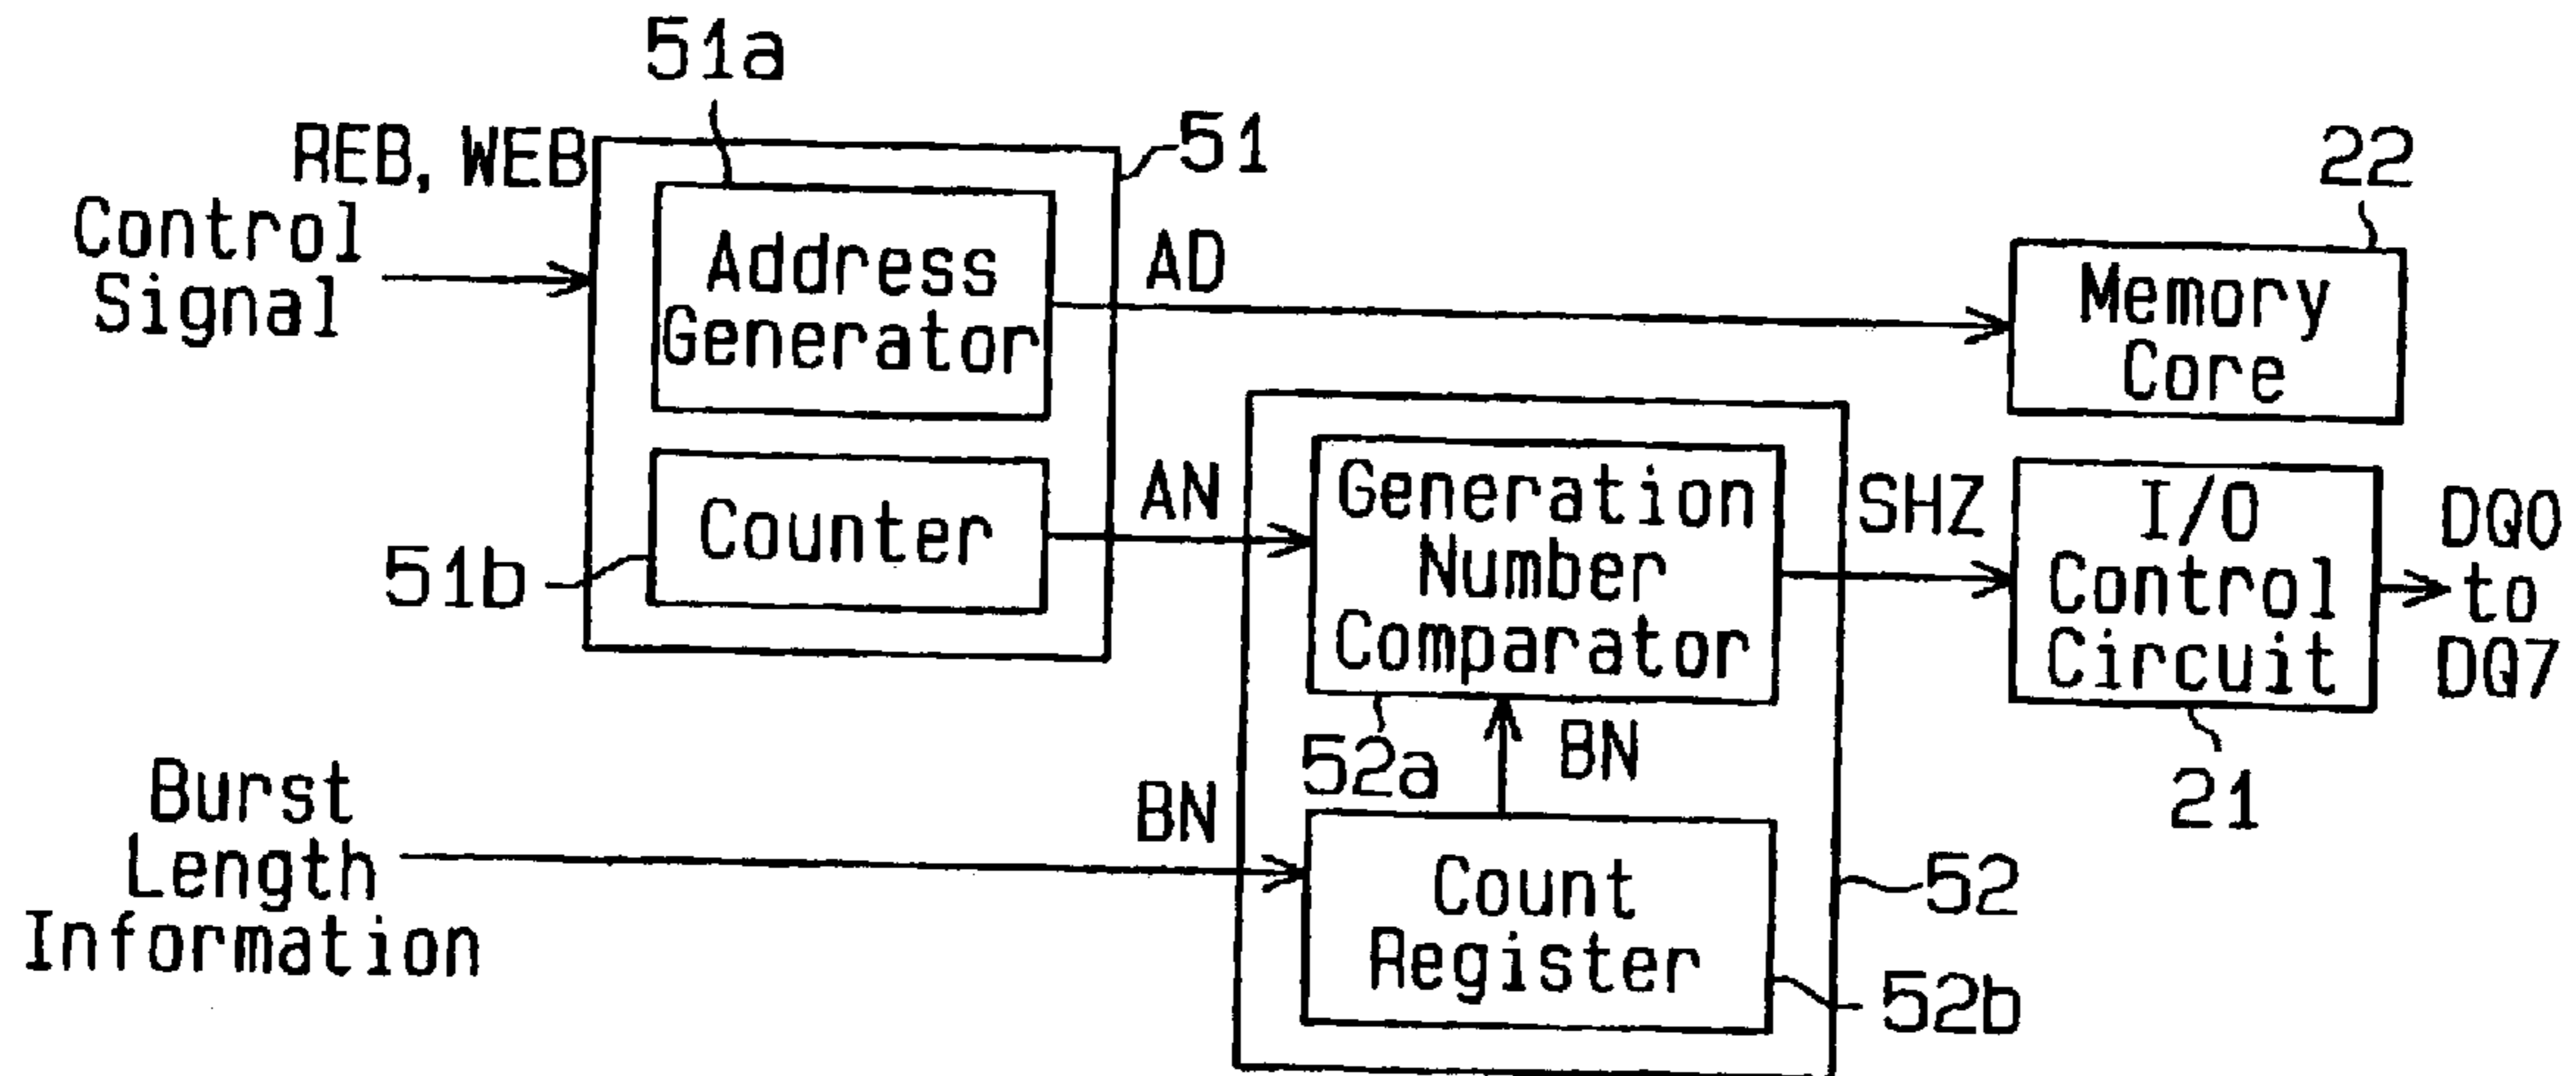 51a
REB, WEB
51
Control
Signal
Address
Generator
AD
22
Memory
Core
51b
Counter
AN
Generation
Number
Comparator
SHZ
I/O
Control
Circuit
DQ0
to
DQ7
52a
BN
21
Burst
Length
Information
BN
Count
Register
52
52b